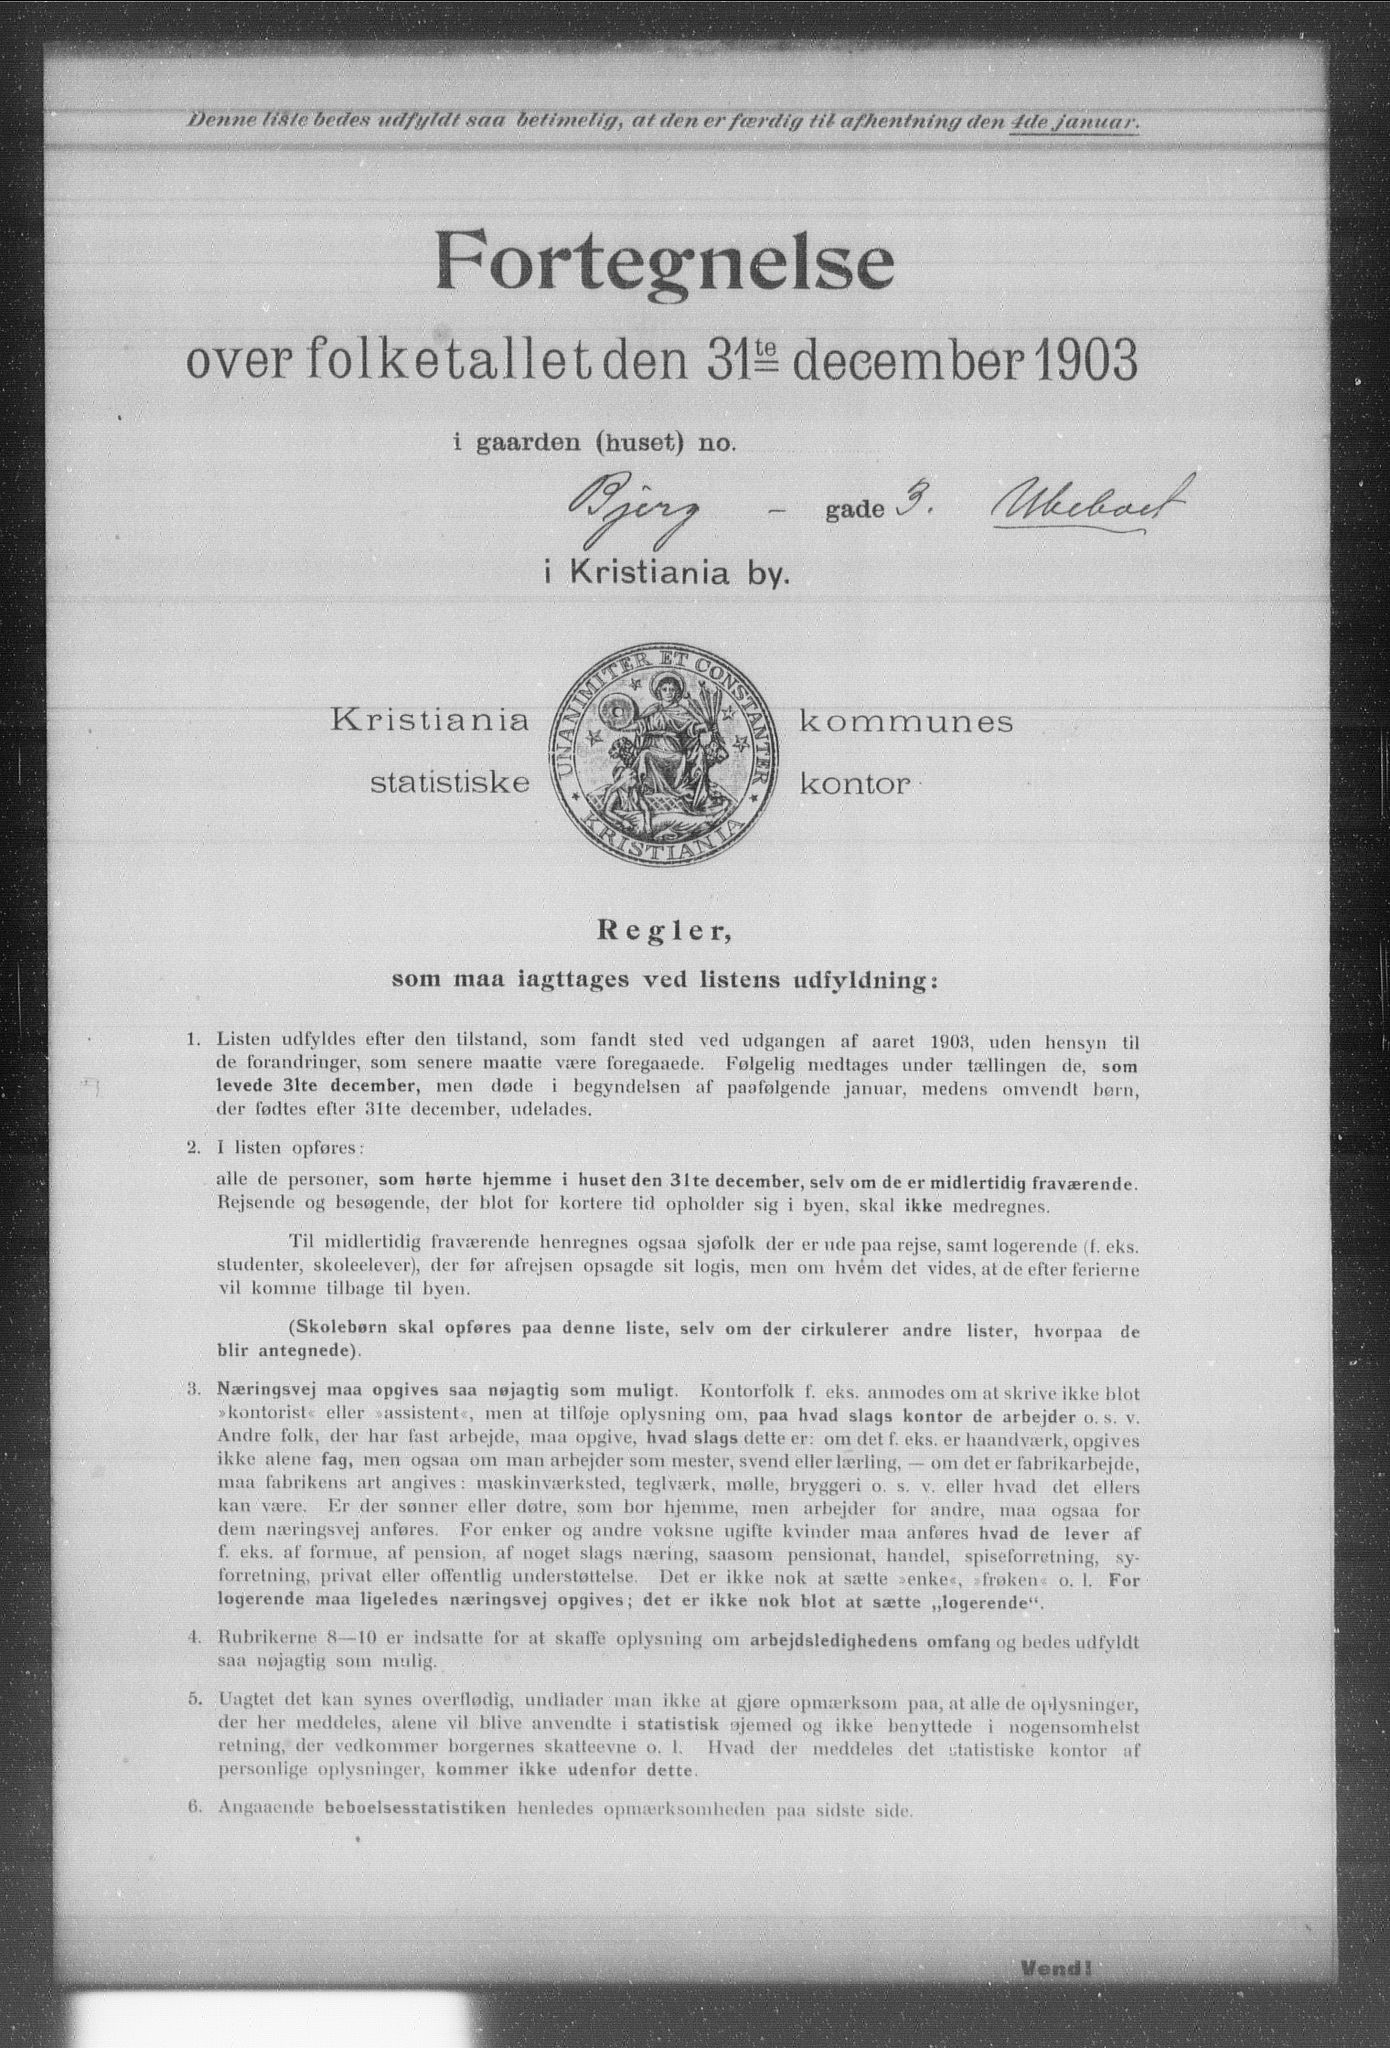 Denne liste bedes udfyldt saa betimelig, at den er færdig til afhentning den 4de januar.
Fortegnelse
over folketallet den 31te december 1903
i gaarden (huset) no.
Bjerg - gade 3. Ubeboet
i Kristiania by.
UNANIMITER ET CONSTANTER
Kristiania kommunes
statistiske kontor
KRISTIANIA
Regler,
som maa iagttages ved listens udfyldning:
1. Listen udfyldes efter den tilstand, som fandt sted ved udgangen af aaret 1903, uden hensyn til
de forandringer, som senere maatte være foregaaede. Følgelig medtages under tællingen de, som
levede 31te december, men døde i begyndelsen af paafølgende januar, medens omvendt børn,
der fødtes efter 31te december, udelades.
2. I listen opføres:
alle de personer, som hørte hjemme i huset den 31te december, selv om de er midlertidig fraværende.
Rejsende og besøgende, der blot for kortere tid opholder sig i byen, skal ikke medregnes.
Til midlertidig fraværende henregnes ogsaa sjøfolk der er ude paa rejse, samt logerende (f. eks.
studenter, skoleelever), der før afrejsen opsagde sit logis, men om hvem det vides, at de efter ferierne
vil komme tilbage til byen.
(Skolebørn skal opføres paa denne liste, selv om der cirkulerer andre lister, hvorpaa de
blir antegnede).
3. Næringsvej maa opgives saa nøjagtig som muligt. Kontorfolk f. eks. anmodes om at skrive ikke blot
»kontorist« eller »assistent«, men at tilføje oplysning om, paa hvad slags kontor de arbejder o. s. v.
Andre folk, der har fast arbejde, maa opgive, hvad slags dette er: om det f. eks. er haandværk, opgives
ikke alene fag, men ogsaa om man arbejder som mester, svend eller lærling, — om det er fabrikarbejde,
maa fabrikens art angives: maskinværksted, teglværk, mølle, bryggeri o. s. v. eller hvad det ellers
kan være. Er der sønner eller døtre, som bor hjemme, men arbejder for andre, maa ogsaa for
dem næringsvej anføres. For enker og andre voksne ugifte kvinder maa anføres hvad de lever af
f. eks. af formue, af pension, af noget slags næring, saasom pensionat, handel, spiseforretning, sy-
forretning, privat eller offentlig understøttelse. Det er ikke nok at sætte »enke«, »frøken« o. l. For
logerende maa ligeledes næringsvej opgives; det er ikke nok blot at sætte „logerende“.
4. Rubrikerne 8—10 er indsatte for at skaffe oplysning om arbejdsledighedens omfang og bedes udfyldt
saa nøjagtig som mulig.
5. Uagtet det kan synes overflødig, undlader man ikke at gjøre opmærksom paa, at alle de oplysninger,
der her meddeles, alene vil blive anvendte i statistisk øjemed og ikke benyttede i nogensomhelst
retning, der vedkommer borgernes skatteevne o. l. Hvad der meddeles det statistiske kontor af
personlige oplysninger, kommer ikke udenfor dette.
6. Angaaende beboelsesstatistiken henledes opmærksomheden paa sidste side.
Vend!